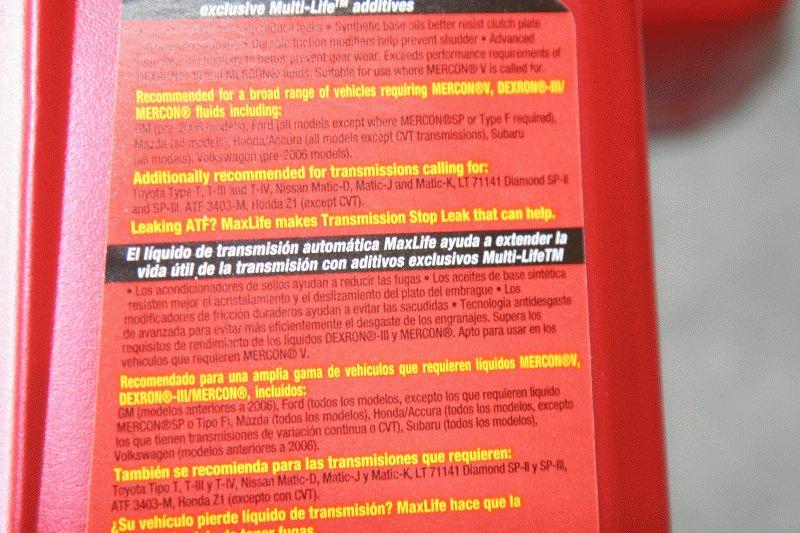 exclusive Multi-Life™ additives
reduce leaks • Synthetic base oils better resist clutch plate
• Durable friction modifiers help prevent shudder • Advanced
to better prevent gear wear. Exceeds performance requirements of
DEXRON®-III and MERCON® fluids. Suitable for use where MERCON® V is called for.
Recommended for a broad range of vehicles requiring MERCON®V, DEXRON®-III/
MERCON® fluids including:
GM (pre-2006 models), Ford (all models except where MERCON®SP or Type F required),
Mazda (all models), Honda/Accura (all models except CVT transmissions), Subaru
(all models), Volkswagen (pre-2006 models).
Additionally recommended for transmissions calling for:
Toyota Type T, T-III and T-IV, Nissan Matic-D, Matic-J and Matic-K, LT 71141 Diamond SP-II
and SP-III, ATF 3403-M, Honda Z1 (except CVT).
Leaking ATF? MaxLife makes Transmission Stop Leak that can help.
El líquido de transmisión automática MaxLife ayuda a extender la
vida útil de la transmisión con aditivos exclusivos Multi-LifeTM
• Los acondicionadores de sellos ayudan a reducir las fugas • Los aceites de base sintética
resisten mejor el acristalamiento y el deslizamiento del plato del embrague • Los
modificadores de fricción duraderos ayudan a evitar las sacudidas • Tecnología antidesgaste
de avanzada para evitar más eficientemente el desgaste de los engranajes. Supera los
requisitos de rendimiento de los líquidos DEXRON®-III y MERCON®. Apto para usar en los
vehículos que requieren MERCON® V.
Recomendado para una amplia gama de vehículos que requieren líquidos MERCON®V,
DEXRON®-III/MERCON®, incluidos:
GM (modelos anteriores a 2006), Ford (todos los modelos, excepto los que requieren líquido
MERCON®SP o Tipo F), Mazda (todos los modelos), Honda/Accura (todos los modelos, excepto
los que tienen transmisiones de variación continua o CVT), Subaru (todos los modelos),
Volkswagen (modelos anteriores a 2006).
También se recomienda para las transmisiones que requieren:
Toyota Tipo T, T-III y T-IV, Nissan Matic-D, Matic-J y Matic-K, LT 71141 Diamond SP-II y SP-III,
ATF 3403-M, Honda Z1 (excepto con CVT).
¿Su vehículo pierde líquido de transmisión? MaxLife hace que la
fugas